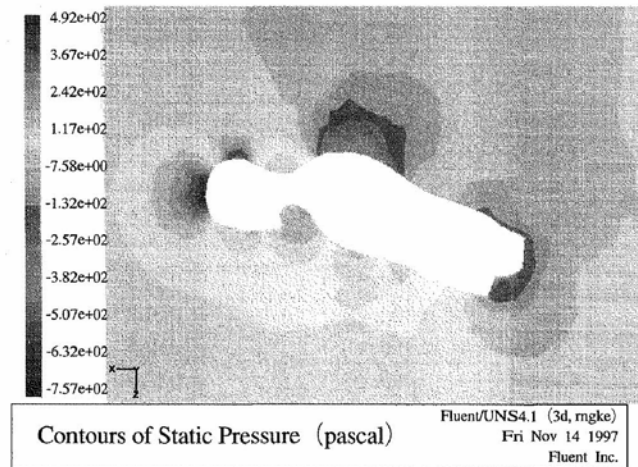 4.92e+02
3.67e+02
2.42e+02
1.17e+02
-7.58e+00
-1.32e+02
-2.57e+02
-3.82e+02
-5.07e+02
-6.32e+02
-7.57e+02
X Y
Z
Contours of Static Pressure (pascal)
Fluent/UNS4.1 (3d, rngke)
Fri Nov 14 1997
Fluent Inc.